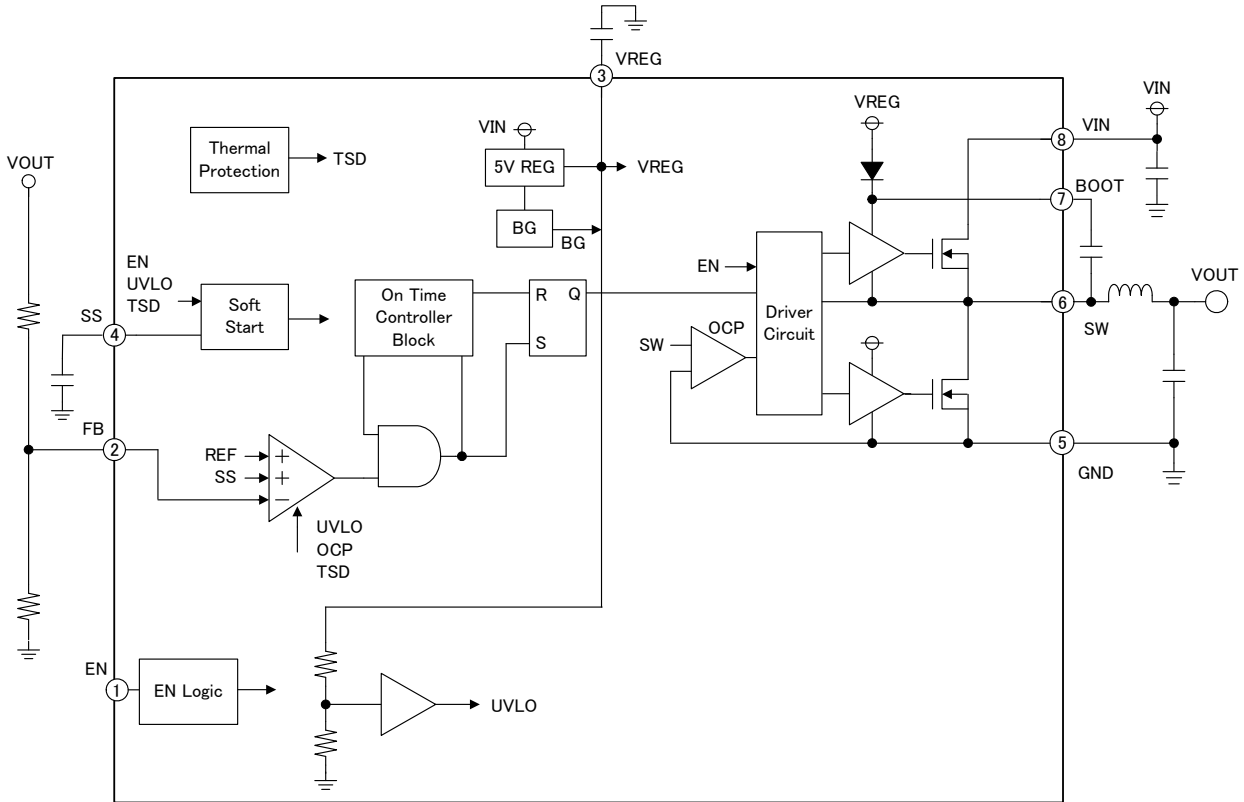 VREG
3
VIN
VREG
VIN
8
VOUT
Thermal
Protection
TSD
5V REG
VREG
BOOT
7
BG
BG
EN
UVLO
TSD
Soft
Start
On Time
Controller
Block
R
Q
S
EN
Driver
Circuit
VOUT
6
SW
SS
4
SW
OCP
FB
2
REF
SS
+
+
−
5
GND
UVLO
OCP
TSD
EN
1
EN Logic
UVLO
VIN